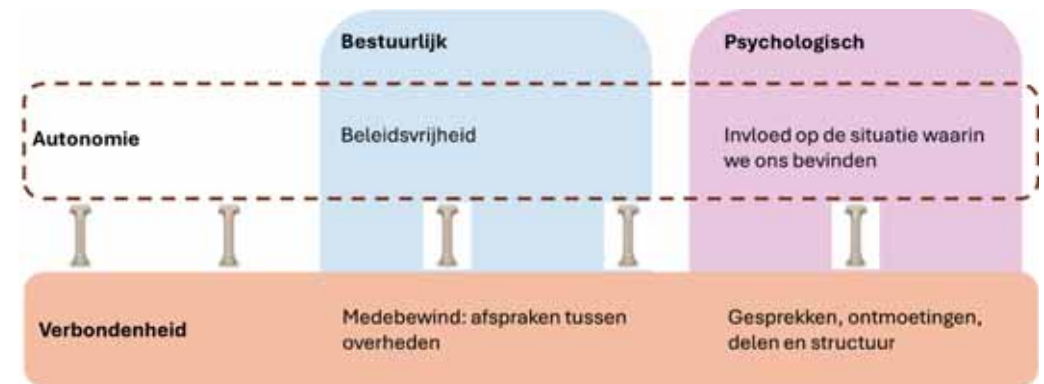 Bestuurlijk
Psychologisch
Autonomie
Beleidsvrijheid
Invloed op de situatie waarin
we ons bevinden
Verbondenheid
Medebewind: afspraken tussen
overheden
Gesprekken, ontmoetingen,
delen en structuur